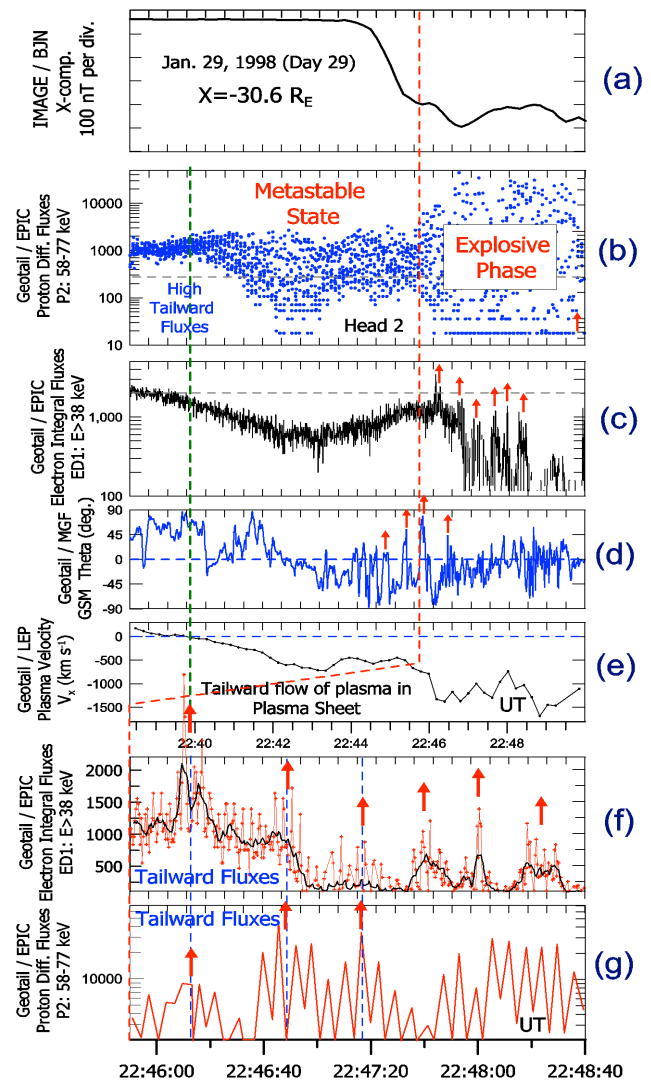 IMAGE / BJN
X-comp.
100 nT per div.
Jan. 29, 1998 (Day 29)
X=-30.6 RE
(a)
Geotail / EPIC
Proton Diff. Fluxes
P2: 58-77 keV
10000
1000
100
10
Metastable
State
Explosive
Phase
High
Tailward
Fluxes
Head 2
(b)
Geotail / EPIC
Electron Integral Fluxes
ED1: E>38 keV
1,000
100
(c)
Geotail / MGF
GSM Theta (deg.)
90
45
0
-45
-90
(d)
Geotail / LEP
Plasma Velocity
Vx (km s-1)
0
-500
-1000
-1500
Tailward flow of plasma in
Plasma Sheet
UT
(e)
22:40
22:42
22:44
22:46
22:48
Geotail / EPIC
Electron Integral Fluxes
ED1: E>38 keV
2000
1500
1000
500
Tailward Fluxes
(f)
Geotail / EPIC
Proton Diff. Fluxes
P2: 58-77 keV
10000
Tailward Fluxes
UT
(g)
22:46:00
22:46:40
22:47:20
22:48:00
22:48:40